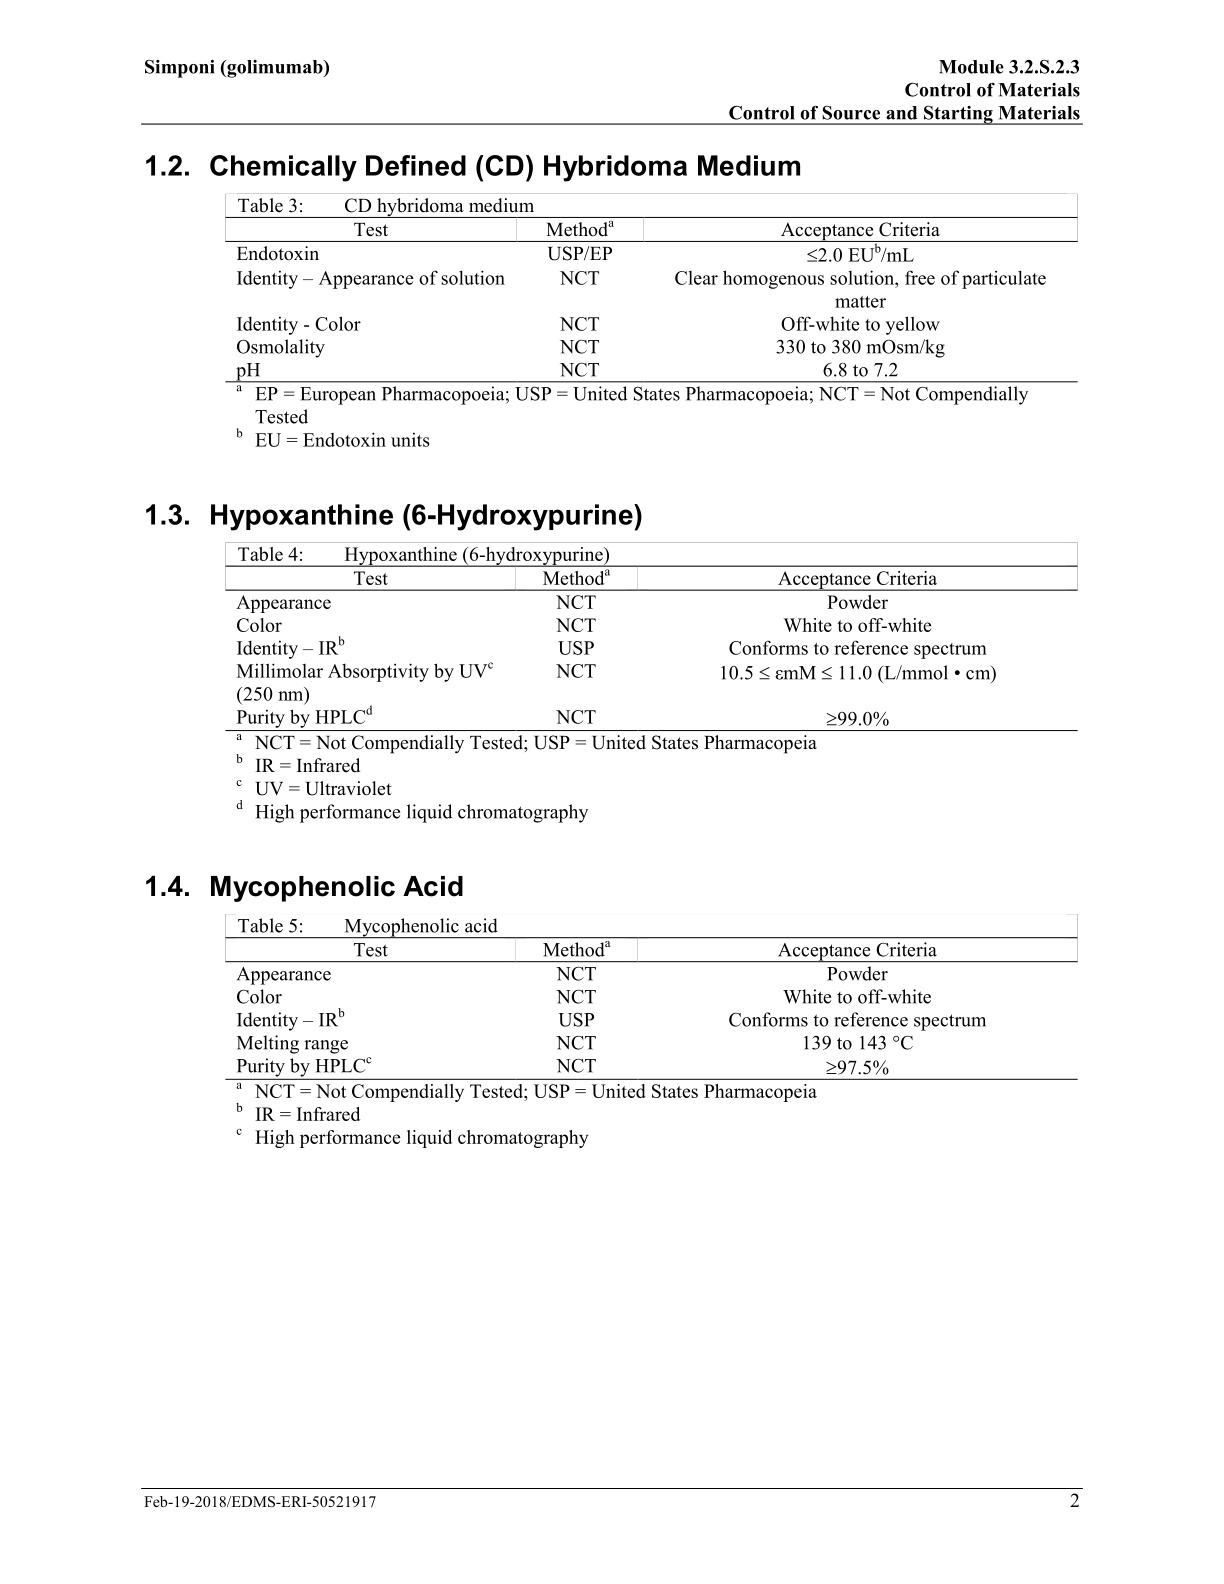 Simponi (golimumab) Module 3.2.S.2.3
Control of Materials
Control of Source and Starting Materials
1.2. Chemically Defined (CD) Hybridoma Medium
Table 3: CD hybridoma medium
Test Methodᵃ Acceptance Criteria
Endotoxin USP/EP ≤2.0 EUᵇ/mL
Identity – Appearance of solution NCT Clear homogenous solution, free of particulate
matter
Identity - Color NCT Off-white to yellow
Osmolality NCT 330 to 380 mOsm/kg
pH NCT 6.8 to 7.2
ᵃ EP = European Pharmacopoeia; USP = United States Pharmacopoeia; NCT = Not Compendially
Tested
ᵇ EU = Endotoxin units
1.3. Hypoxanthine (6-Hydroxypurine)
Table 4: Hypoxanthine (6-hydroxypurine)
Test Methodᵃ Acceptance Criteria
Appearance NCT Powder
Color NCT White to off-white
Identity – IRᵇ USP Conforms to reference spectrum
Millimolar Absorptivity by UVᶜ NCT 10.5 ≤ εmM ≤ 11.0 (L/mmol • cm)
(250 nm)
Purity by HPLCᵈ NCT ≥99.0%
ᵃ NCT = Not Compendially Tested; USP = United States Pharmacopeia
ᵇ IR = Infrared
ᶜ UV = Ultraviolet
ᵈ High performance liquid chromatography
1.4. Mycophenolic Acid
Table 5: Mycophenolic acid
Test Methodᵃ Acceptance Criteria
Appearance NCT Powder
Color NCT White to off-white
Identity – IRᵇ USP Conforms to reference spectrum
Melting range NCT 139 to 143 °C
Purity by HPLCᶜ NCT ≥97.5%
ᵃ NCT = Not Compendially Tested; USP = United States Pharmacopeia
ᵇ IR = Infrared
ᶜ High performance liquid chromatography
Feb-19-2018/EDMS-ERI-50521917 2